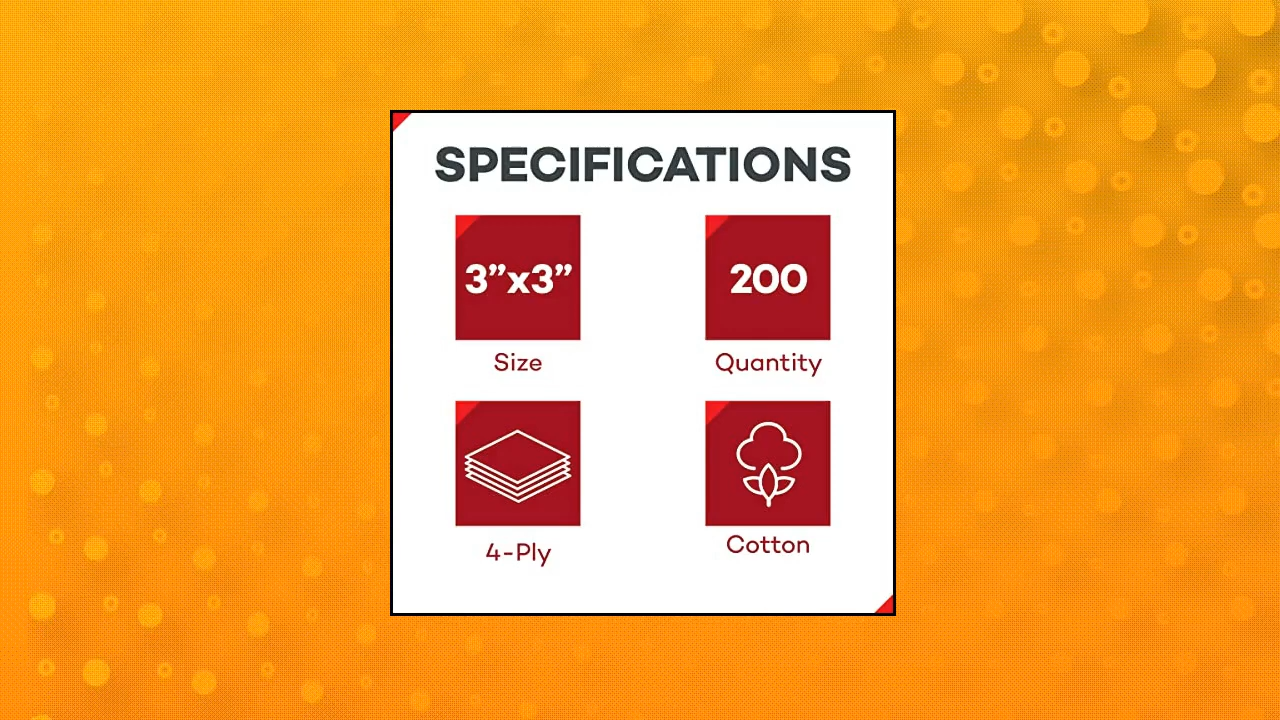 SPECIFICATIONS
3”x3”
200
Size
Quantity
4-Ply
Cotton